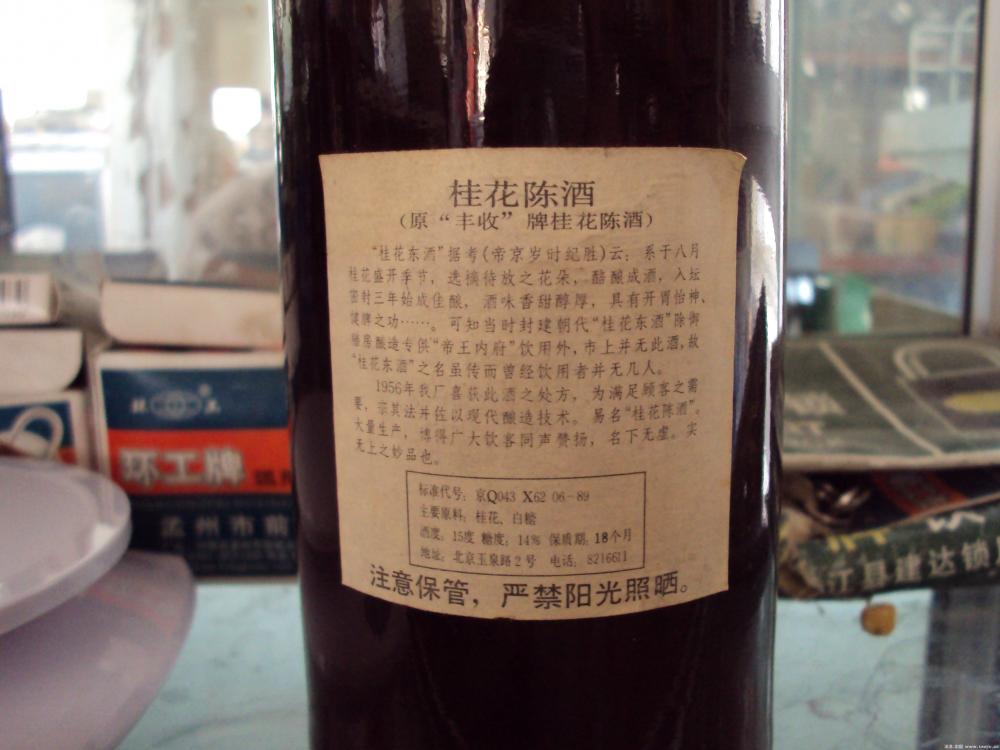 桂花陈酒
(原“丰收”牌桂花陈酒)
“桂花东酒”据考(帝京岁时纪胜)云：系于八月
桂花盛开季节，选摘待放之花朵，酷酿成酒，入坛
密封三年始成佳酿，酒味香甜醇厚，具有开胃怡神、
健脾之功……。可知当时封建朝代“桂花东酒”除御
膳房酿造专供“帝王内府”饮用外,市上并无此酒,故
“桂花东酒”之名虽传而曾经饮用者并无几人。
1956年我厂喜获此酒之处方，为满足顾客之需
要，宗其法并佐以现代酿造技术。易名“桂花陈酒”。
大量生产，博得广大饮客同声赞扬，名下无虚。实
无上之妙品也。
标准代号：京Q043 X62 06-89
主要原料：桂花、白糖
酒度：15度 糖度：14% 保质期：18个月
地址：北京玉泉路2号 电话：8216611
注意保管，严禁阳光照晒。
环工牌
孟州市前
江县建达锁